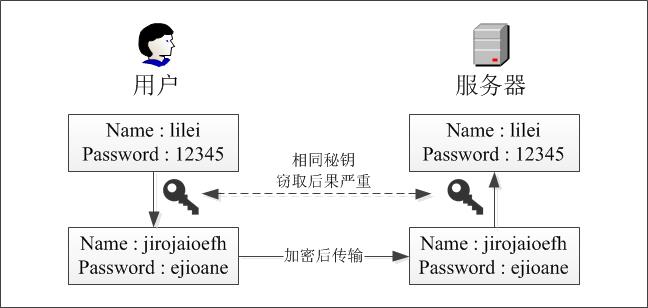 用户
服务器
Name : lilei
Password : 12345
Name : lilei
Password : 12345
相同秘钥
窃取后果严重
Name : jirojaioefh
Password : ejioane
加密后传输
Name : jirojaioefh
Password : ejioane